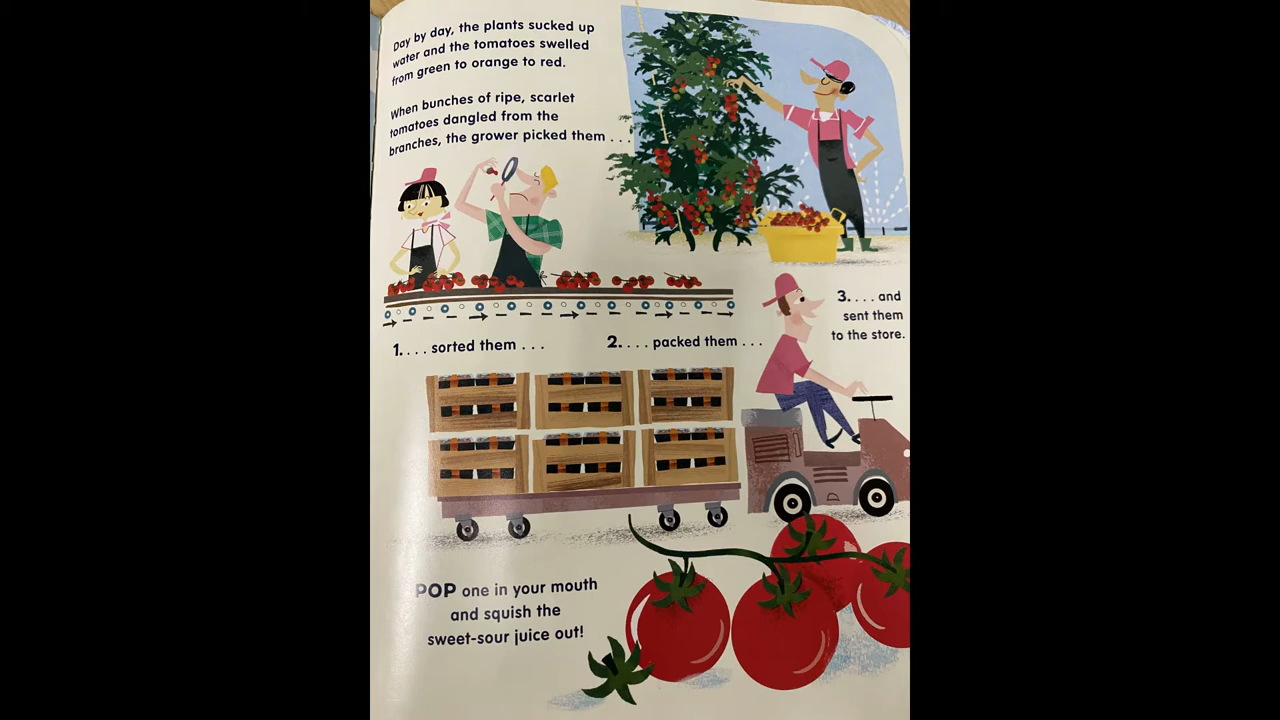 Day by day, the plants sucked up
water and the tomatoes swelled
from green to orange to red.
When bunches of ripe, scarlet
tomatoes dangled from the
branches, the grower picked them . . .
1. . . . sorted them . . .
2. . . . packed them . . .
3. . . . and
sent them
to the store.
POP one in your mouth
and squish the
sweet-sour juice out!